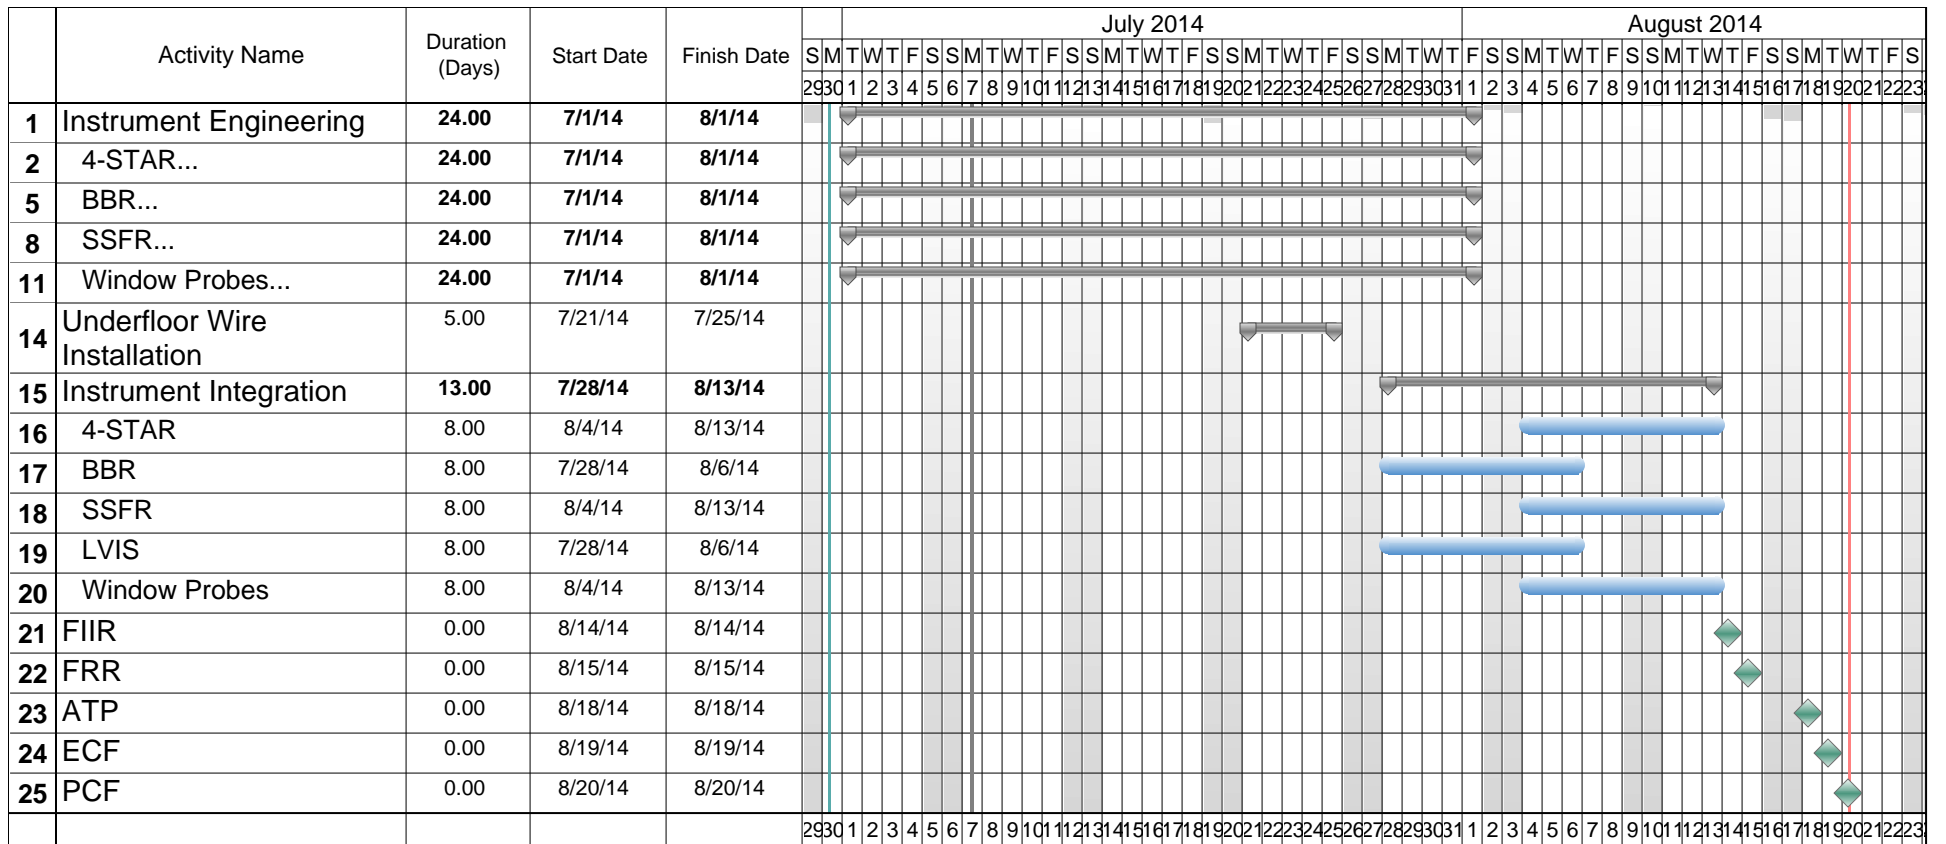 July 2014 August 2014
Activity Name Duration (Days) Start Date Finish Date S M T W T F S S M T W T F S S M T W T F S S M T W T F S S M T W T F S S M T W T F S S M T W T F S S M T W T F S
29 30 1 2 3 4 5 6 7 8 9 10 11 12 13 14 15 16 17 18 19 20 21 22 23 24 25 26 27 28 29 30 31 1 2 3 4 5 6 7 8 9 10 11 12 13 14 15 16 17 18 19 20 21 22 23
1 Instrument Engineering 24.00 7/1/14 8/1/14
2 4-STAR... 24.00 7/1/14 8/1/14
5 BBR... 24.00 7/1/14 8/1/14
8 SSFR... 24.00 7/1/14 8/1/14
11 Window Probes... 24.00 7/1/14 8/1/14
14 Underfloor Wire Installation 5.00 7/21/14 7/25/14
15 Instrument Integration 13.00 7/28/14 8/13/14
16 4-STAR 8.00 8/4/14 8/13/14
17 BBR 8.00 7/28/14 8/6/14
18 SSFR 8.00 8/4/14 8/13/14
19 LVIS 8.00 7/28/14 8/6/14
20 Window Probes 8.00 8/4/14 8/13/14
21 FIIR 0.00 8/14/14 8/14/14
22 FRR 0.00 8/15/14 8/15/14
23 ATP 0.00 8/18/14 8/18/14
24 ECF 0.00 8/19/14 8/19/14
25 PCF 0.00 8/20/14 8/20/14
29 30 1 2 3 4 5 6 7 8 9 10 11 12 13 14 15 16 17 18 19 20 21 22 23 24 25 26 27 28 29 30 31 1 2 3 4 5 6 7 8 9 10 11 12 13 14 15 16 17 18 19 20 21 22 23